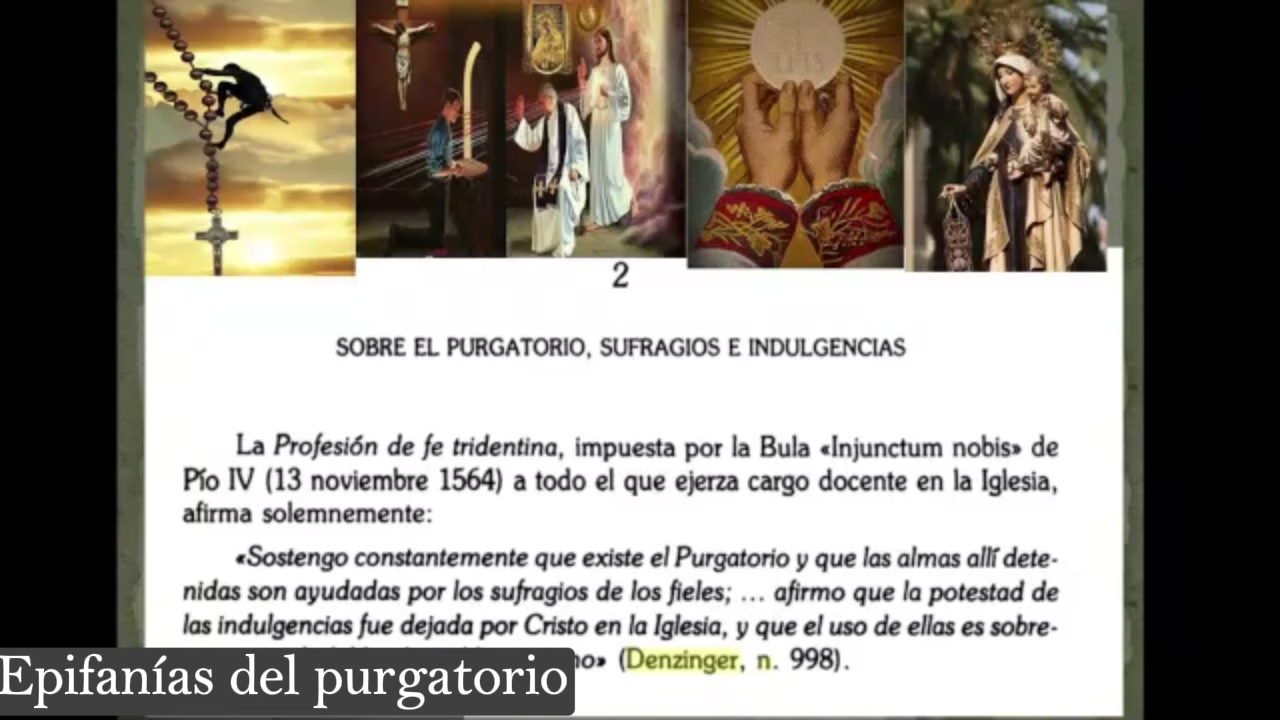 2
SOBRE EL PURGATORIO, SUFRAGIOS E INDULGENCIAS
La Profesión de fe tridentina, impuesta por la Bula «Injunctum nobis» de
Pío IV (13 noviembre 1564) a todo el que ejerza cargo docente en la Iglesia,
afirma solemnemente:
«Sostengo constantemente que existe el Purgatorio y que las almas allí dete-
nidas son ayudadas por los sufragios de los fieles; ... afirmo que la potestad de
las indulgencias fue dejada por Cristo en la Iglesia, y que el uso de ellas es sobre-
(Denzinger, n. 998).
Epifanías del purgatorio